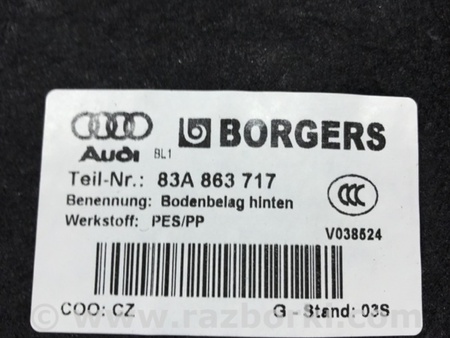 BORGERS
Audi BL1
Teil-Nr.: 83A 863 717
Benennung: Bodenbelag hinten
Werkstoff: PES/PP
CCC
V038524
COO: CZ G - Stand: 03S
www.razborki.com